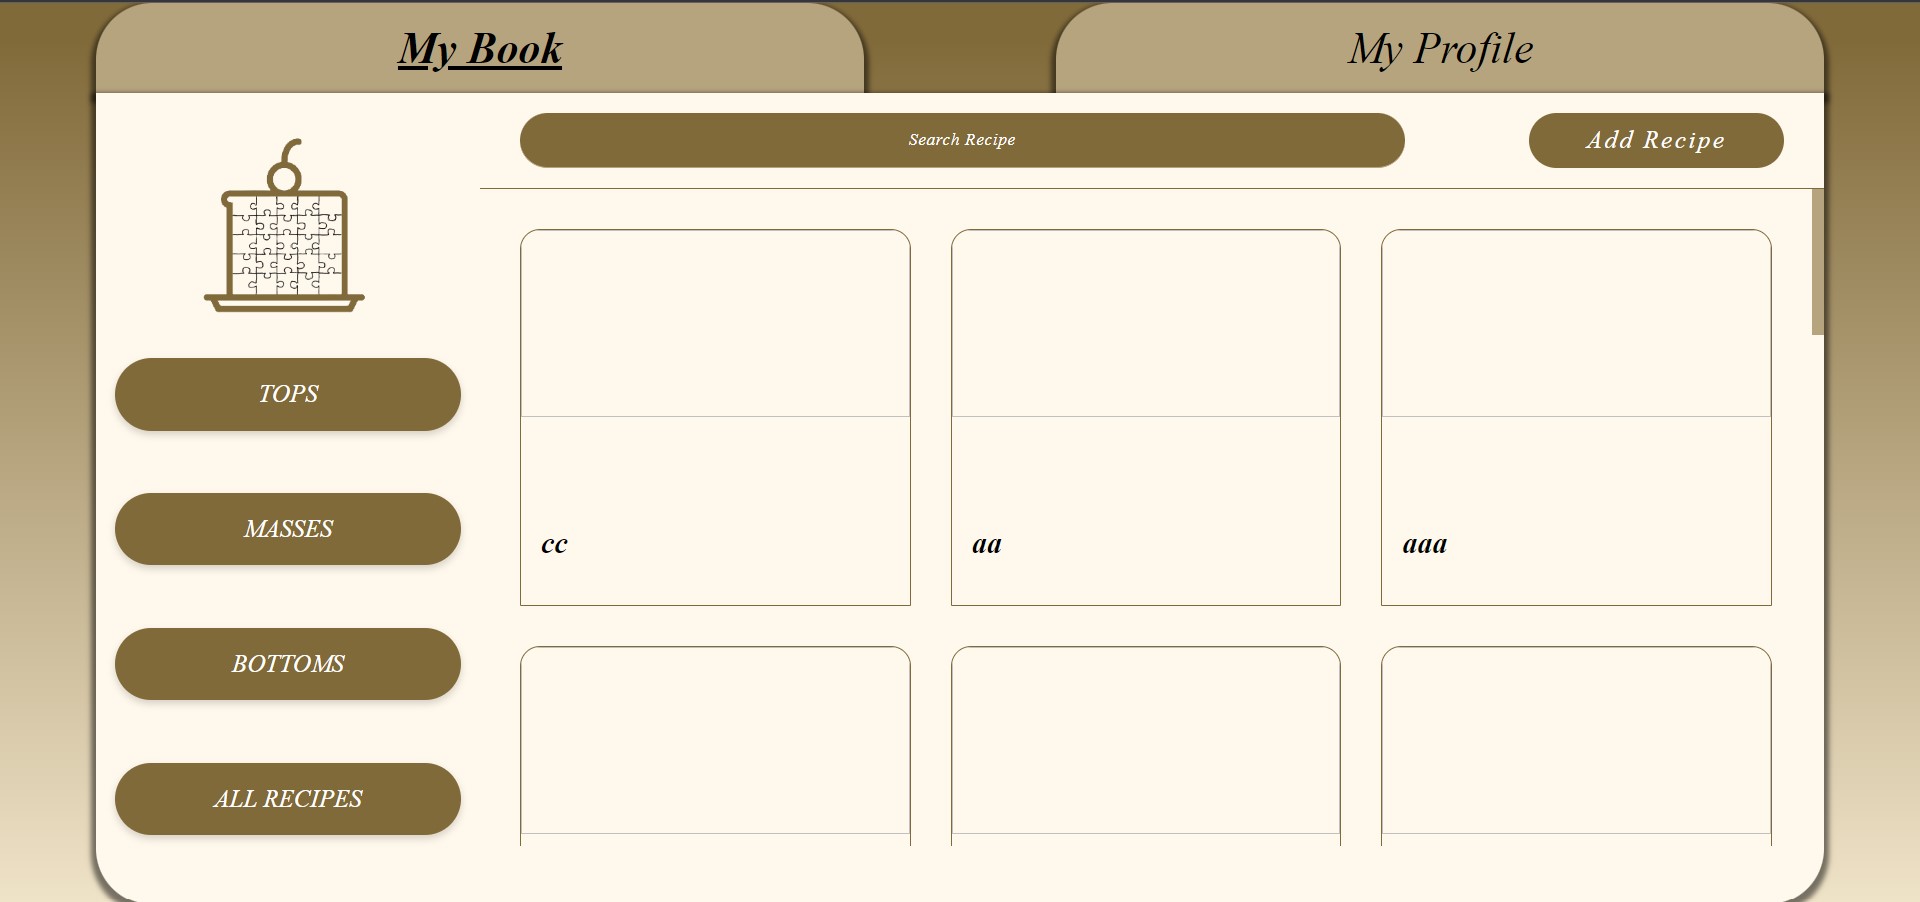 My Book
My Profile
Search Recipe
Add Recipe
TOPS
MASSES
BOTTOMS
ALL RECIPES
cc
aa
aaa